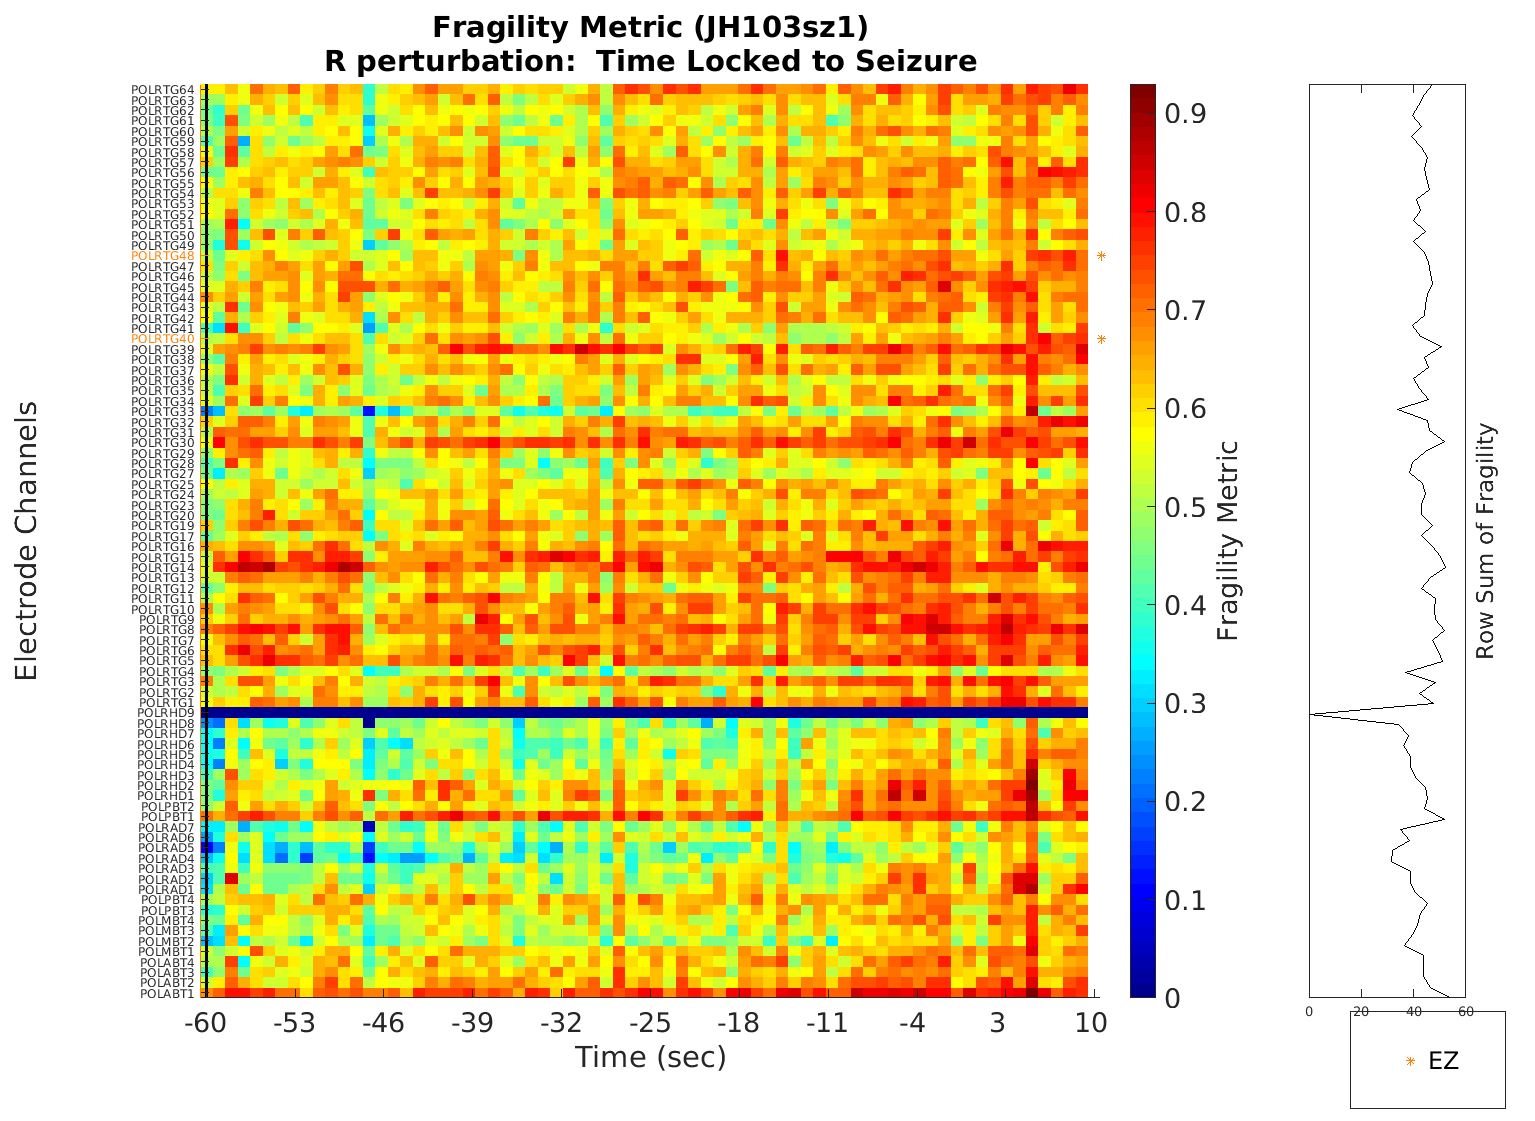 Fragility Metric (JH103sz1)
R perturbation:  Time Locked to Seizure
Electrode Channels
POLRTG64
POLRTG63
POLRTG62
POLRTG61
POLRTG60
POLRTG59
POLRTG58
POLRTG57
POLRTG56
POLRTG55
POLRTG54
POLRTG53
POLRTG52
POLRTG51
POLRTG50
POLRTG49
POLRTG48
POLRTG47
POLRTG46
POLRTG45
POLRTG44
POLRTG43
POLRTG42
POLRTG41
POLRTG40
POLRTG39
POLRTG38
POLRTG37
POLRTG36
POLRTG35
POLRTG34
POLRTG33
POLRTG32
POLRTG31
POLRTG30
POLRTG29
POLRTG28
POLRTG27
POLRTG25
POLRTG24
POLRTG23
POLRTG20
POLRTG19
POLRTG17
POLRTG16
POLRTG15
POLRTG14
POLRTG13
POLRTG12
POLRTG11
POLRTG10
POLRTG9
POLRTG8
POLRTG7
POLRTG6
POLRTG5
POLRTG4
POLRTG3
POLRTG2
POLRTG1
POLRHD9
POLRHD8
POLRHD7
POLRHD6
POLRHD5
POLRHD4
POLRHD3
POLRHD2
POLRHD1
POLPBT2
POLPBT1
POLRAD7
POLRAD6
POLRAD5
POLRAD4
POLRAD3
POLRAD2
POLRAD1
POLPBT4
POLPBT3
POLMBT4
POLMBT3
POLMBT2
POLMBT1
POLABT4
POLABT3
POLABT2
POLABT1
-60 -53 -46 -39 -32 -25 -18 -11 -4 3 10
Time (sec)
0.9
0.8
0.7
0.6
0.5
0.4
0.3
0.2
0.1
0
Fragility Metric
0 20 40 60
Row Sum of Fragility
EZ